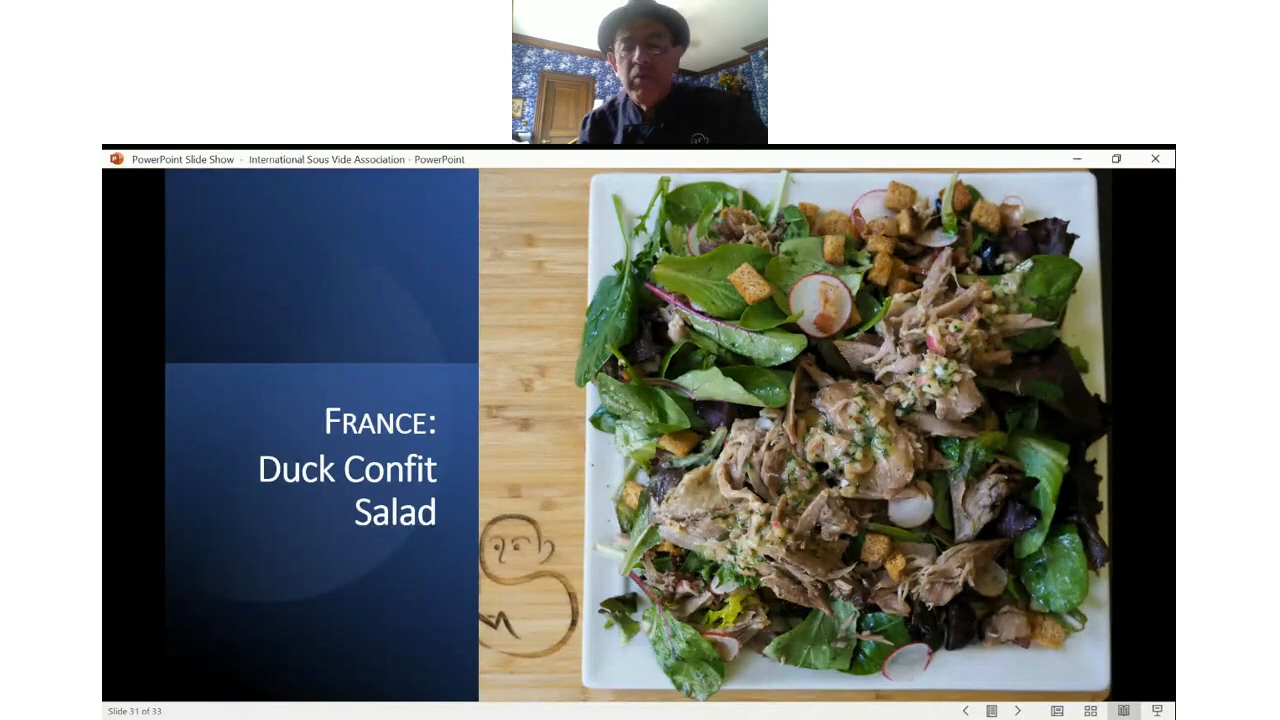 PowerPoint Slide Show - International Sous Vide Association - PowerPoint
FRANCE:
Duck Confit
Salad
Slide 31 of 33